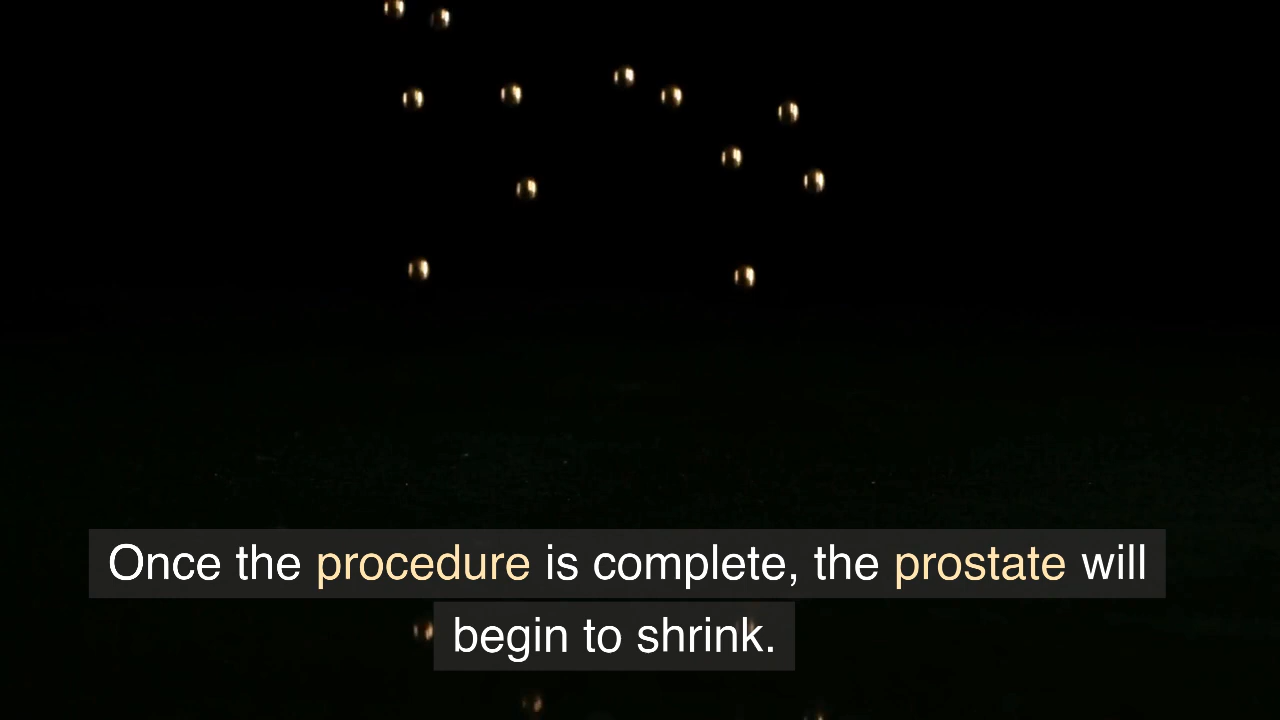 Once the procedure is complete, the prostate will
begin to shrink.